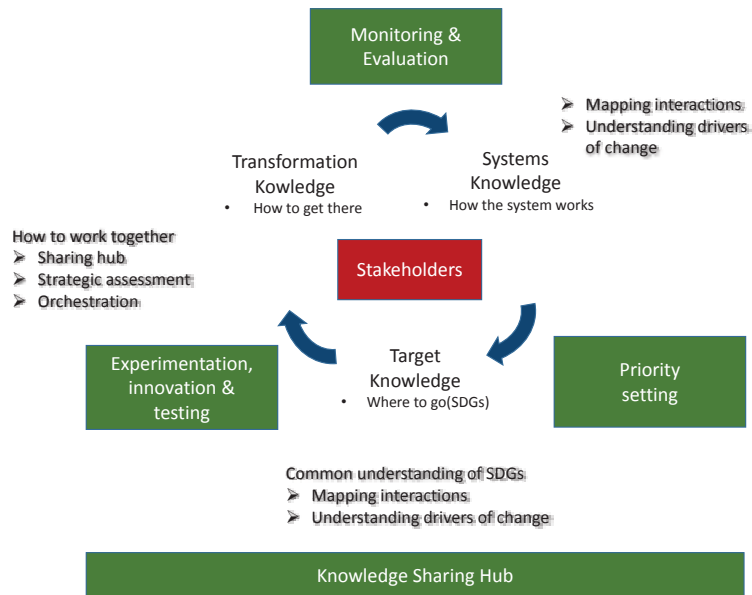 Monitoring &
Evaluation
➢ Mapping interactions
➢ Understanding drivers
of change
Transformation
Kowledge
• How to get there
Systems
Knowledge
• How the system works
How to work together
➢ Sharing hub
➢ Strategic assessment
➢ Orchestration
Stakeholders
Experimentation,
innovation &
testing
Target
Knowledge
• Where to go(SDGs)
Priority
setting
Common understanding of SDGs
➢ Mapping interactions
➢ Understanding drivers of change
Knowledge Sharing Hub